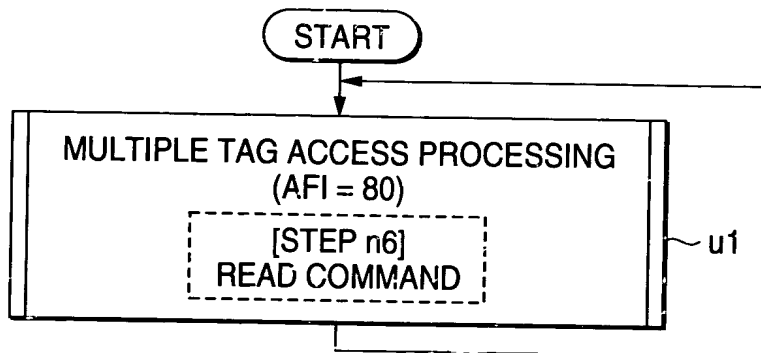 START
MULTIPLE TAG ACCESS PROCESSING
(AFI = 80)
[STEP n6]
READ COMMAND
u1